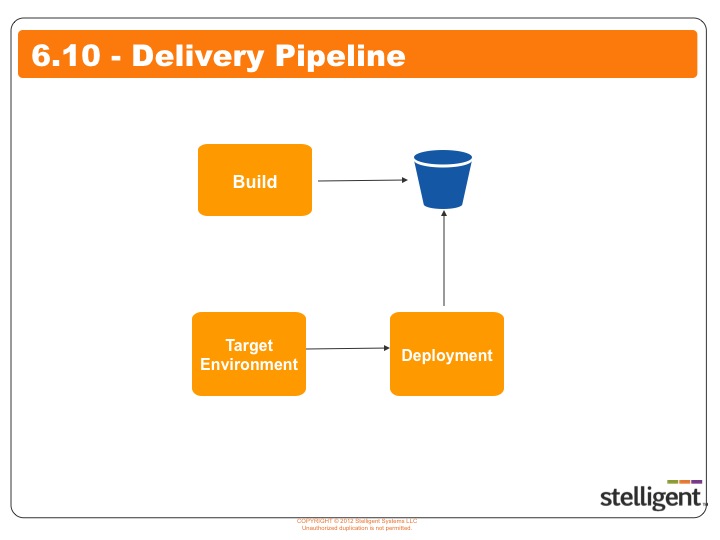 6.10 - Delivery Pipeline
Build
Target
Environment
Deployment
stelligent
COPYRIGHT © 2012 Stelligent Systems LLC
Unauthorized duplication is not permitted.